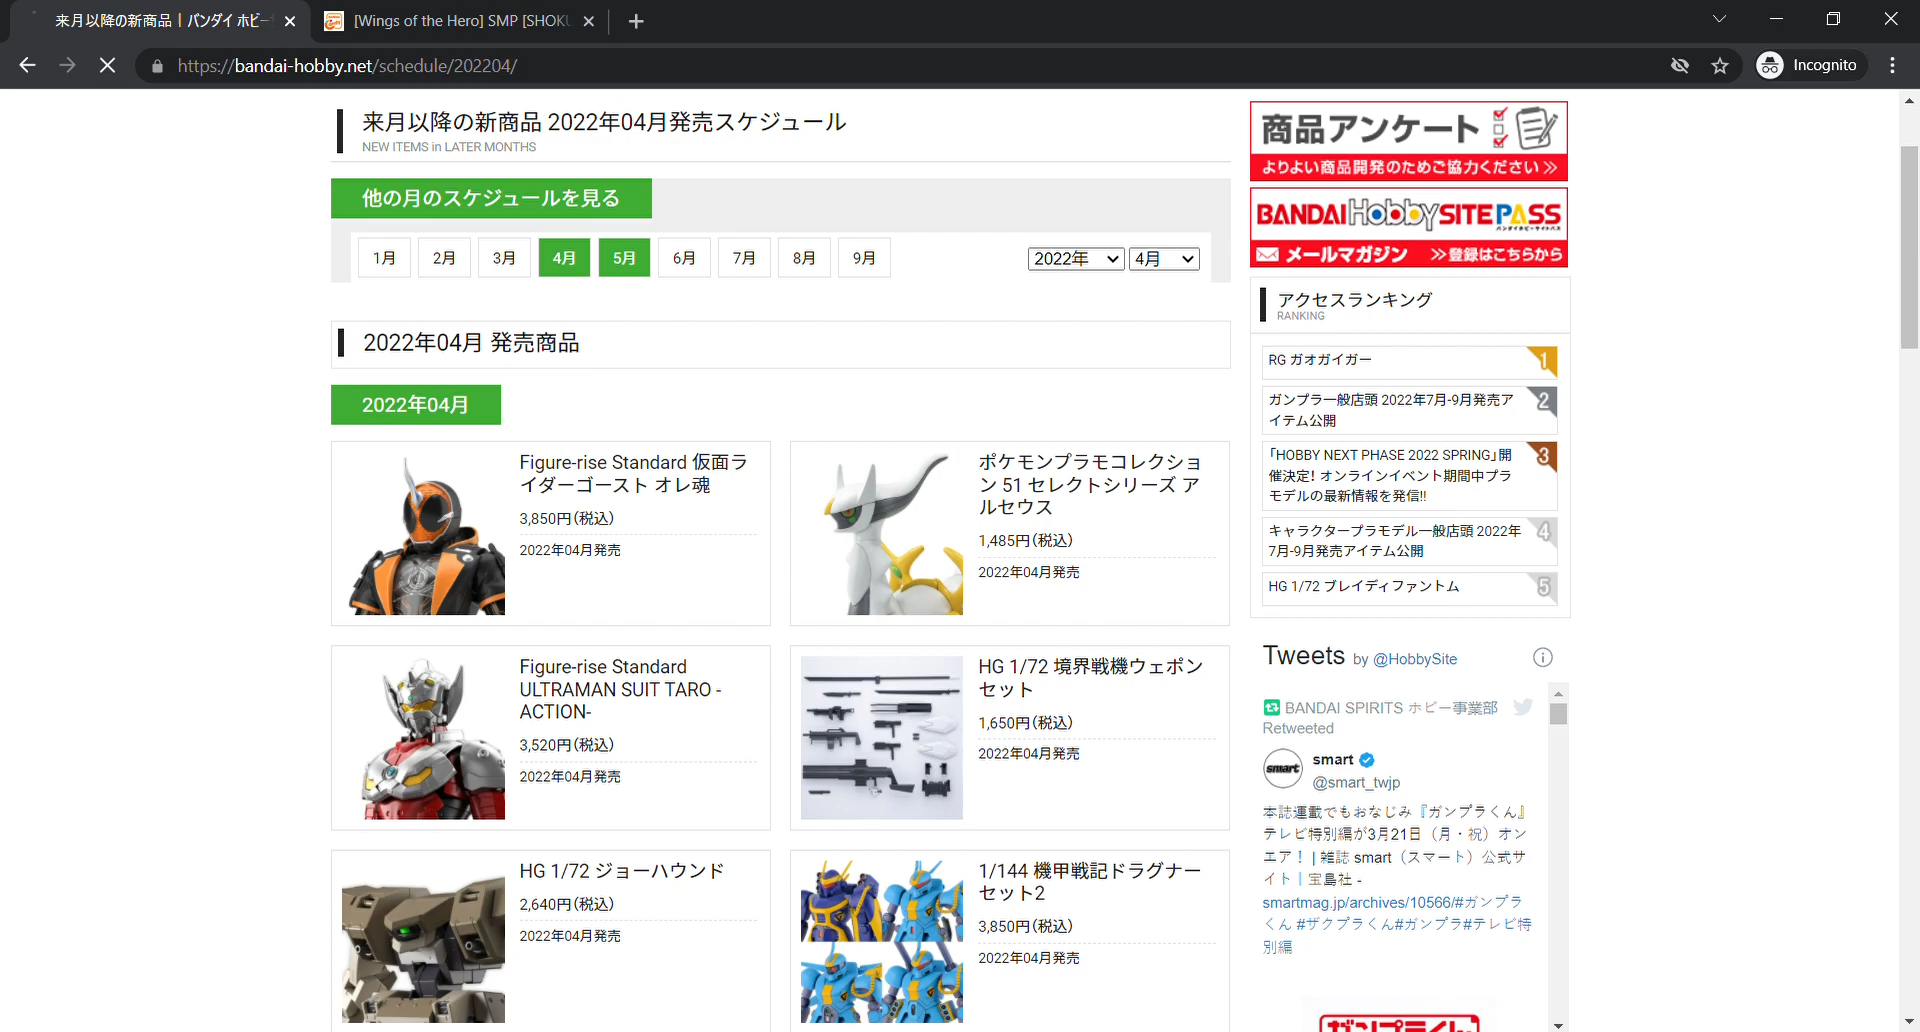 来月以降の新商品｜バンダイ ホビー
[Wings of the Hero] SMP [SHOKU
https://bandai-hobby.net/schedule/202204/
Incognito
来月以降の新商品 2022年04月発売スケジュール
NEW ITEMS in LATER MONTHS
他の月のスケジュールを見る
1月 2月 3月 4月 5月 6月 7月 8月 9月 2022年 4月
2022年04月 発売商品
2022年04月
Figure-rise Standard 仮面ラ
イダーゴースト オレ魂
3,850円(税込)
2022年04月発売
ポケモンプラモコレクショ
ン 51 セレクトシリーズ ア
ルセウス
1,485円(税込)
2022年04月発売
Figure-rise Standard
ULTRAMAN SUIT TARO -
ACTION-
3,520円(税込)
2022年04月発売
HG 1/72 境界戦機ウェポン
セット
1,650円(税込)
2022年04月発売
HG 1/72 ジョーハウンド
2,640円(税込)
2022年04月発売
1/144 機甲戦記ドラグナー
セット2
3,850円(税込)
2022年04月発売
商品アンケート
よりよい商品開発のためご協力ください≫
BANDAI Hobby SITE PASS
バンダイホビーサイトパス
メールマガジン ≫登録はこちらから
アクセスランキング
RANKING
RG ガオガイガー
1
ガンプラ一般店頭 2022年7月-9月発売ア
イテム公開
2
「HOBBY NEXT PHASE 2022 SPRING」開
催決定! オンラインイベント期間中プラ
モデルの最新情報を発信!!
3
キャラクタープラモデル一般店頭 2022年
7月-9月発売アイテム公開
4
HG 1/72 ブレイディファントム
5
Tweets by @HobbySite
BANDAI SPIRITS ホビー事業部
Retweeted
smart
smart
@smart_twjp
本誌連載でもおなじみ『ガンプラくん』
テレビ特別編が3月21日（月・祝）オン
エア！ | 雑誌 smart（スマート）公式サ
イト｜宝島社 -
smartmag.jp/archives/10566/#ガンプラ
くん #ザクプラくん#ガンプラ#テレビ特
別編
ガンプラくん